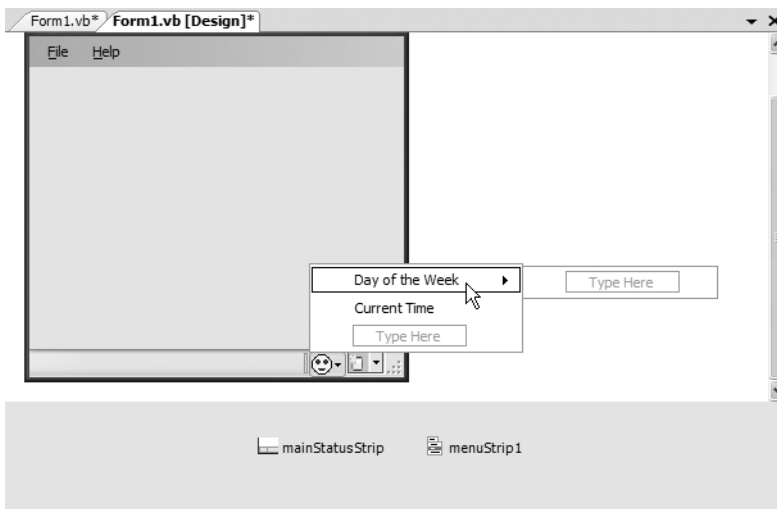 Form1.vb* Form1.vb [Design]*
File Help
Day of the Week Type Here
Current Time
Type Here
mainStatusStrip menuStrip1